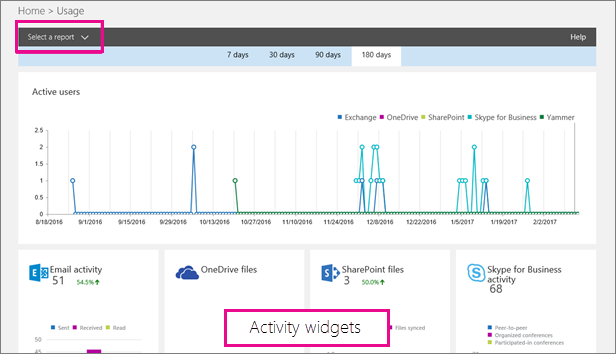 Home > Usage
Select a report
Help
7 days 30 days 90 days 180 days
Active users
Exchange OneDrive SharePoint Skype for Business Yammer
2.5
2
1.5
1
0.5
0
8/18/2016 9/1/2016 9/15/2016 9/29/2016 10/13/2016 10/27/2016 11/10/2016 11/24/2016 12/8/2016 12/22/2016 1/5/2017 1/19/2017 2/2/2017
Email activity
51 54.5%
OneDrive files
SharePoint files
3 50.0%
Skype for Business
activity
68
Activity widgets
Sent Received Read
Files synced
Peer-to-peer
Organized conferences
Participated-in conferences
50
45